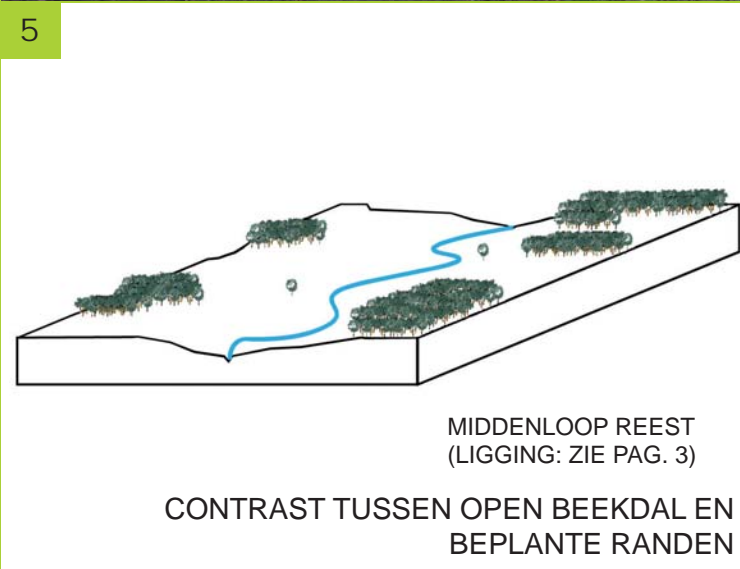 5
MIDDENLOOP REEST
(LIGGING: ZIE PAG. 3)
CONTRAST TUSSEN OPEN BEEKDAL EN
BEPLANTE RANDEN